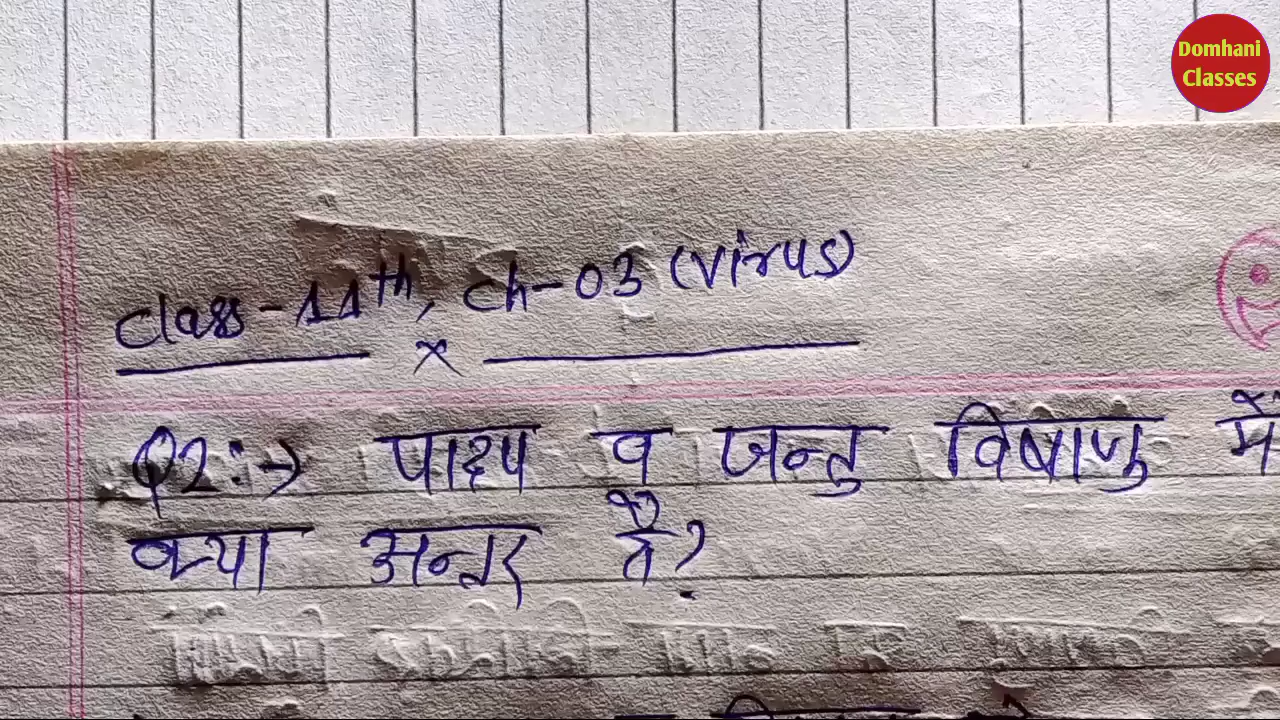 Domhani
Classes
Class-11th, Ch-03 (Virus)
Q2:→ पादप व जन्तु विषाणु में
क्या अन्तर है?